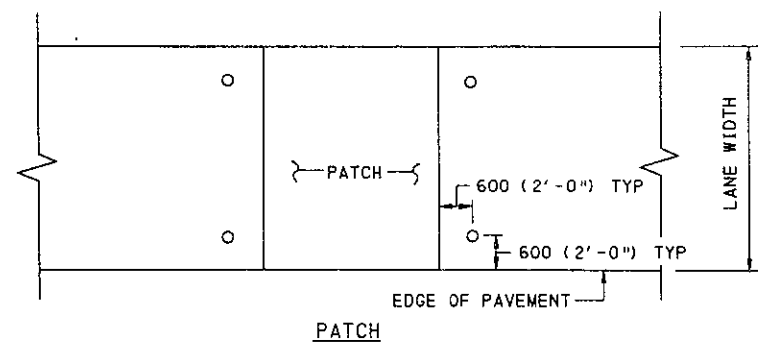 PATCH
600 (2'-0") TYP
LANE WIDTH
600 (2'-0") TYP
EDGE OF PAVEMENT
PATCH